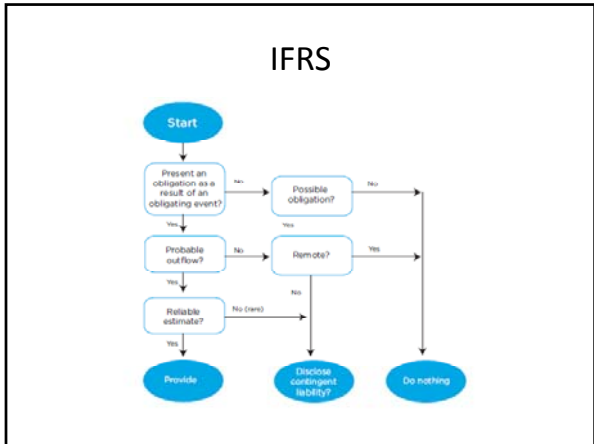 IFRS
Start
Present an
obligation as a
result of an
obligating event?
No
Possible
obligation?
No
Yes
Yes
Probable
outflow?
No
Remote?
Yes
Yes
No
Reliable
estimate?
No (rare)
Yes
Provide
Disclose
contingent
liability?
Do nothing